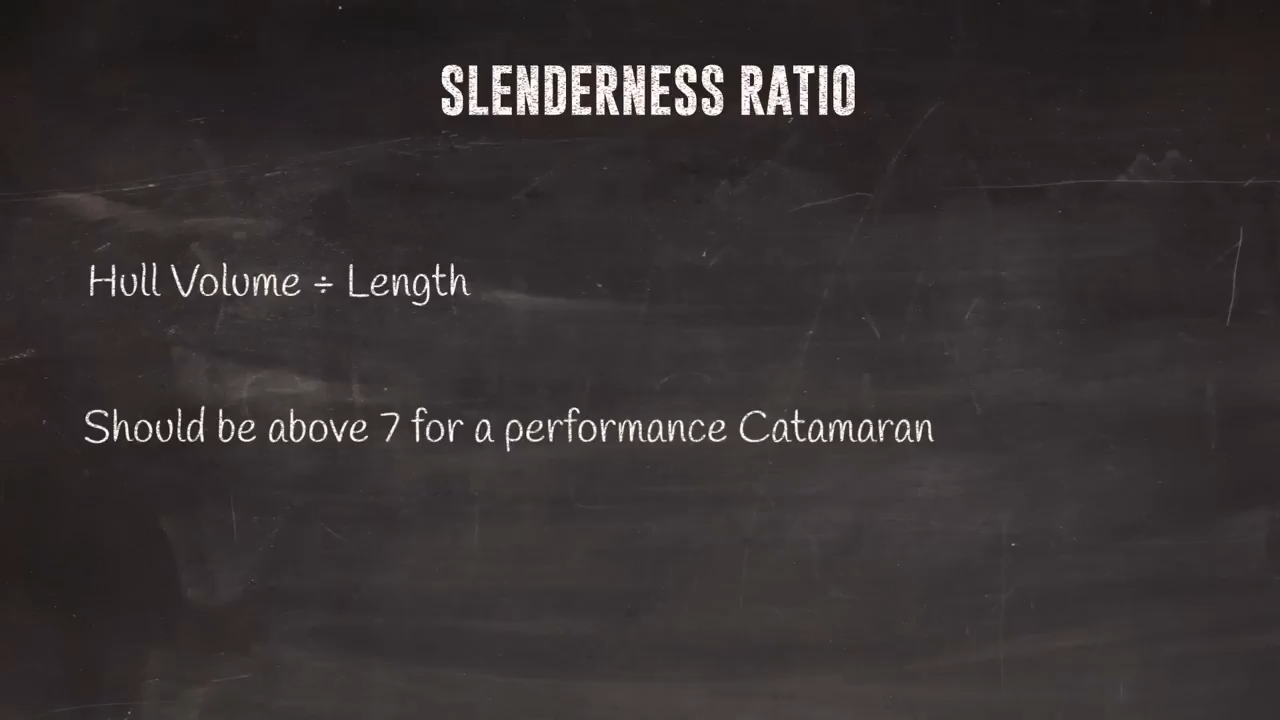 SLENDERNESS RATIO
Hull Volume ÷ Length
Should be above 7 for a performance Catamaran